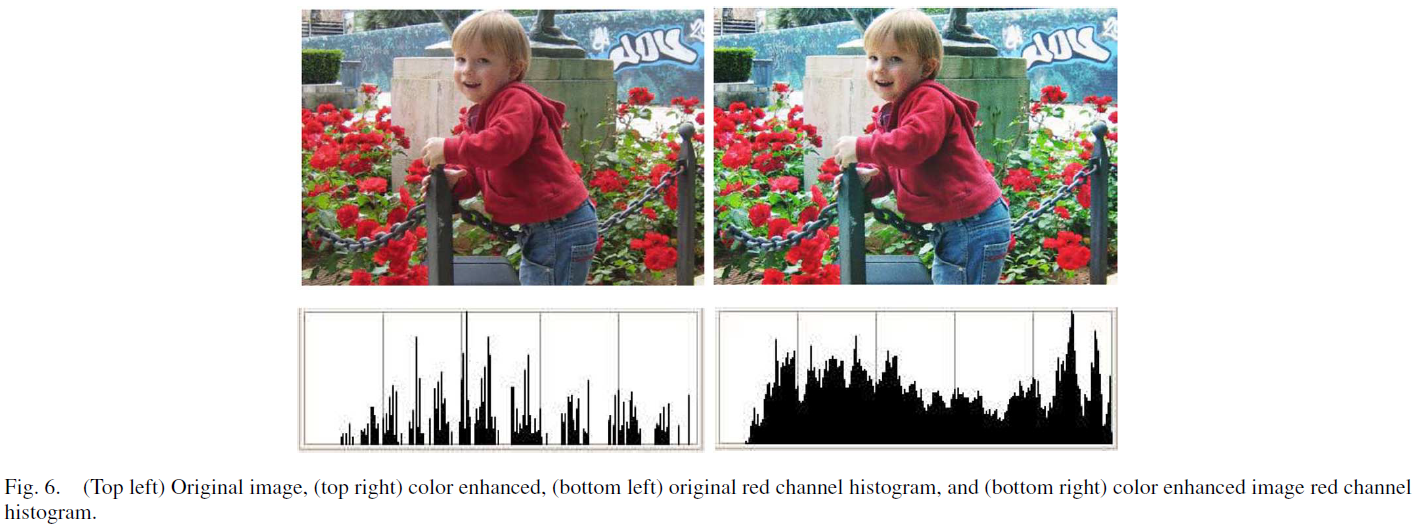 Fig. 6. (Top left) Original image, (top right) color enhanced, (bottom left) original red channel histogram, and (bottom right) color enhanced image red channel
histogram.